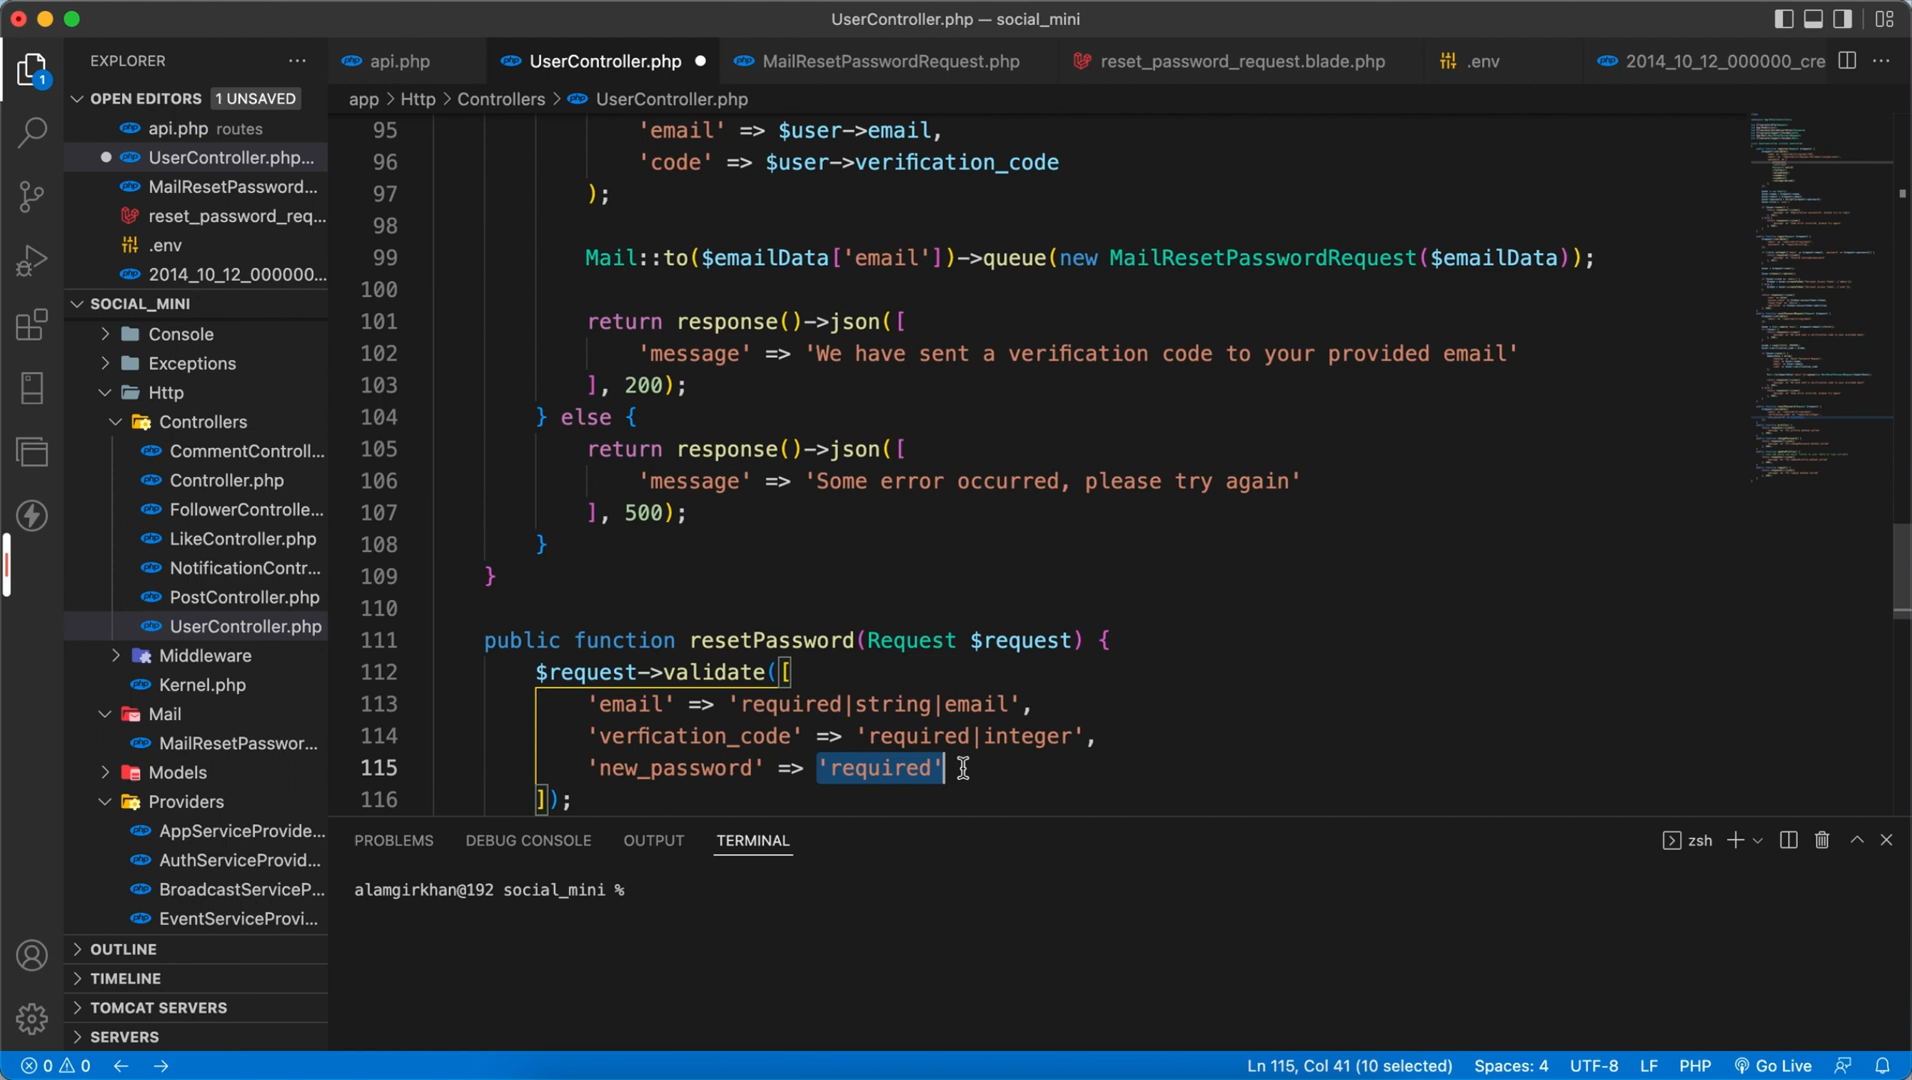 UserController.php — social_mini
EXPLORER
api.php
UserController.php
MailResetPasswordRequest.php
reset_password_request.blade.php
.env
2014_10_12_000000_cre
OPEN EDITORS 1 UNSAVED
app > Http > Controllers > UserController.php
api.php routes
UserController.php...
MailResetPassword...
reset_password_req...
.env
2014_10_12_000000...
SOCIAL_MINI
Console
Exceptions
Http
Controllers
CommentControll...
Controller.php
FollowerControlle...
LikeController.php
NotificationContr...
PostController.php
UserController.php
Middleware
Kernel.php
Mail
MailResetPasswor...
Models
Providers
AppServiceProvide...
AuthServiceProvid...
BroadcastServiceP...
EventServiceProvi...
OUTLINE
TIMELINE
TOMCAT SERVERS
SERVERS
1
95 'email' => $user->email,
96 'code' => $user->verification_code
97 );
98
99 Mail::to($emailData['email'])->queue(new MailResetPasswordRequest($emailData));
100
101 return response()->json([
102 'message' => 'We have sent a verification code to your provided email'
103 ], 200);
104 } else {
105 return response()->json([
106 'message' => 'Some error occurred, please try again'
107 ], 500);
108 }
109 }
110
111 public function resetPassword(Request $request) {
112 $request->validate([
113 'email' => 'required|string|email',
114 'verfication_code' => 'required|integer',
115 'new_password' => 'required'
116 ]);
PROBLEMS DEBUG CONSOLE OUTPUT TERMINAL
zsh
alamgirkhan@192 social_mini %
0 0
Ln 115, Col 41 (10 selected) Spaces: 4 UTF-8 LF PHP Go Live